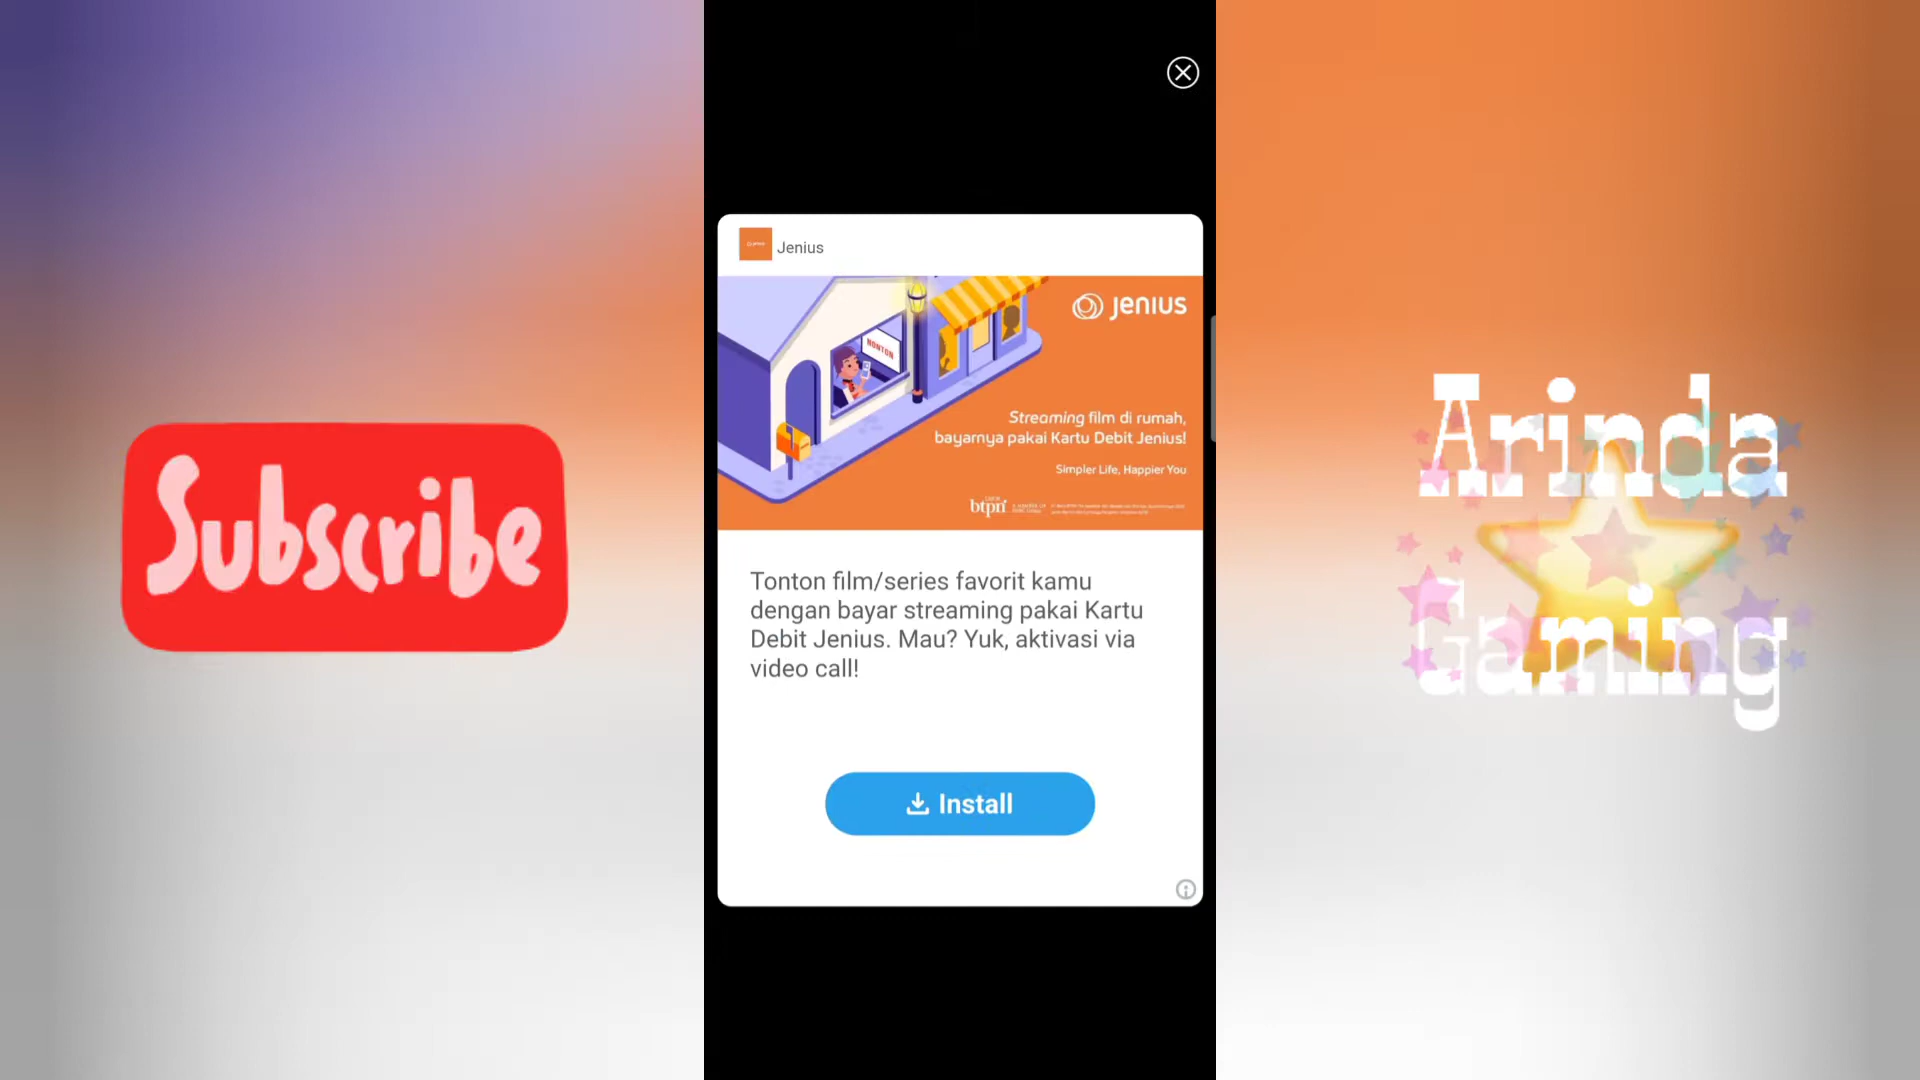 Subscribe
Jenius
jenius
NONTON
Streaming film di rumah,
bayarnya pakai Kartu Debit Jenius!
Simpler Life, Happier You
btpn
Tonton film/series favorit kamu
dengan bayar streaming pakai Kartu
Debit Jenius. Mau? Yuk, aktivasi via
video call!
Install
Arinda
Gaming